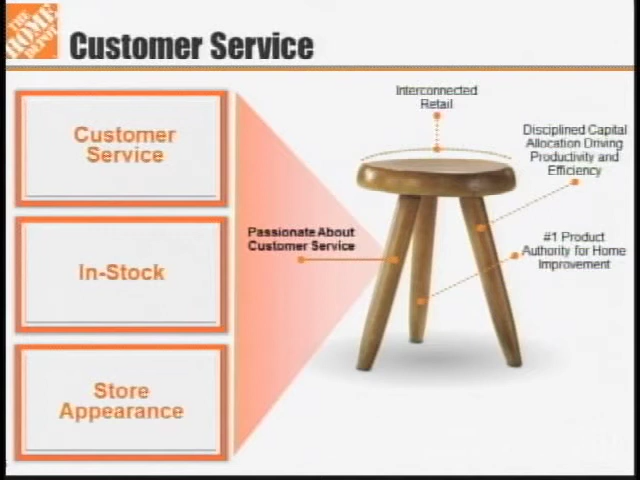 THE
HOME
DEPOT
Customer Service
Customer
Service
In-Stock
Store
Appearance
Passionate About
Customer Service
Interconnected
Retail
Disciplined Capital
Allocation Driving
Productivity and
Efficiency
#1 Product
Authority for Home
Improvement